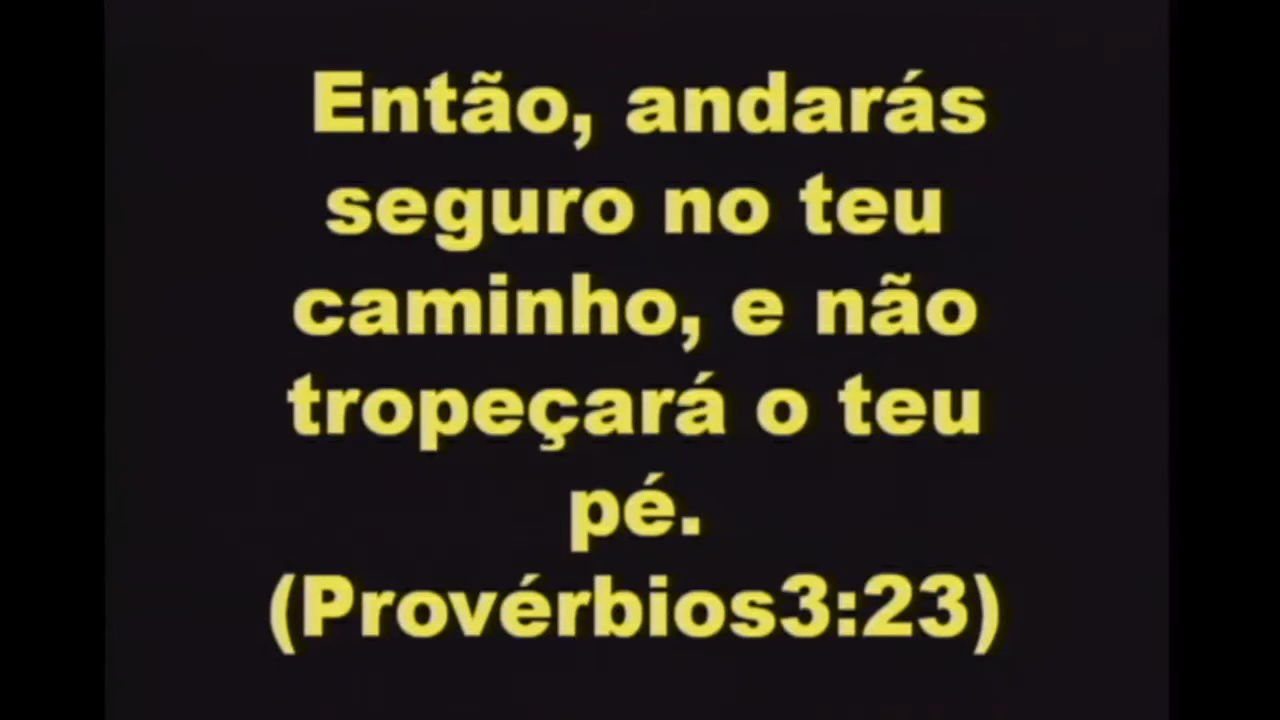 Então, andarás
seguro no teu
caminho, e não
tropeçará o teu
pé.
(Provérbios3:23)